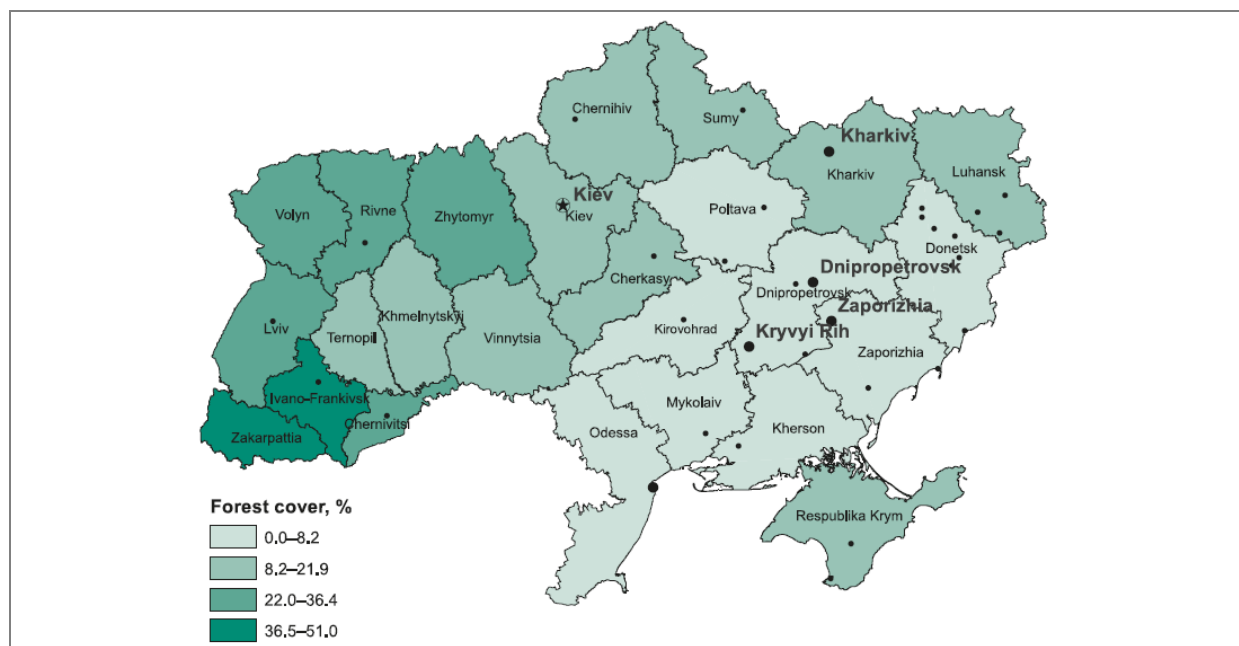 Chernihiv
Sumy
Kharkiv
Kharkiv
Luhansk
Volyn
Rivne
Zhytomyr
Kiev
Kiev
Poltava
Donetsk
Cherkasy
Dnipropetrovsk
Dnipropetrovsk
Lviv
Ternopil
Khmelnytskyj
Vinnytsia
Kirovohrad
Zaporizhia
Kryvyi Rih
Zaporizhia
Ivano-Frankivsk
Chernivitsi
Zakarpattia
Mykolaiv
Odessa
Kherson
Respublika Krym
Forest cover, %
0.0–8.2
8.2–21.9
22.0–36.4
36.5–51.0